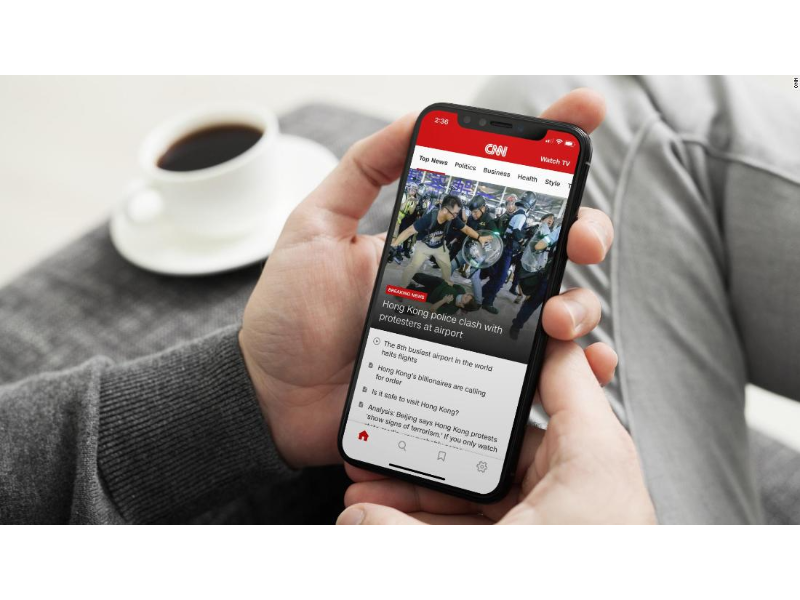 2:36
CNN
Watch TV
Top News Politics Business Health Style
BREAKING NEWS
Hong Kong police clash with
protesters at airport
The 8th busiest airport in the world
halts flights
Hong Kong's billionaires are calling
for order
Is it safe to visit Hong Kong?
Analysis: Beijing says Hong Kong protests
'show signs of terrorism.' If you only watch